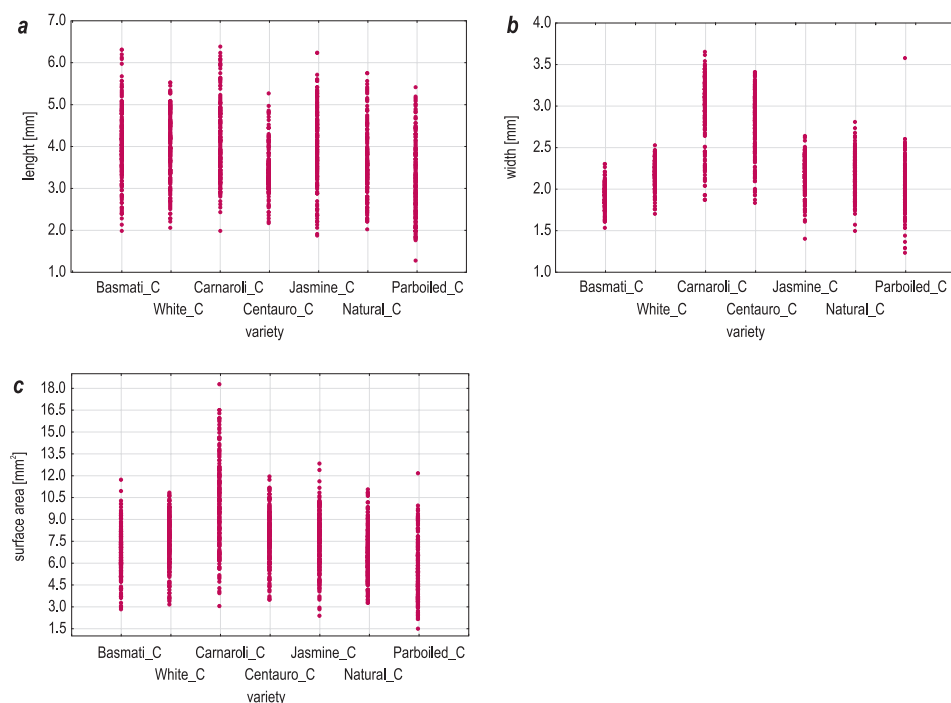 a
7.0
6.0
5.0
4.0
3.0
2.0
1.0
lenght [mm]
Basmati_C Carnaroli_C Jasmine_C Parboiled_C
White_C Centauro_C Natural_C
variety
b
4.0
3.5
3.0
2.5
2.0
1.5
1.0
width [mm]
Basmati_C Carnaroli_C Jasmine_C Parboiled_C
White_C Centauro_C Natural_C
variety
c
18.0
16.5
15.0
13.5
12.0
10.5
9.0
7.5
6.0
4.5
3.0
1.5
surface area [mm²]
Basmati_C Carnaroli_C Jasmine_C Parboiled_C
White_C Centauro_C Natural_C
variety